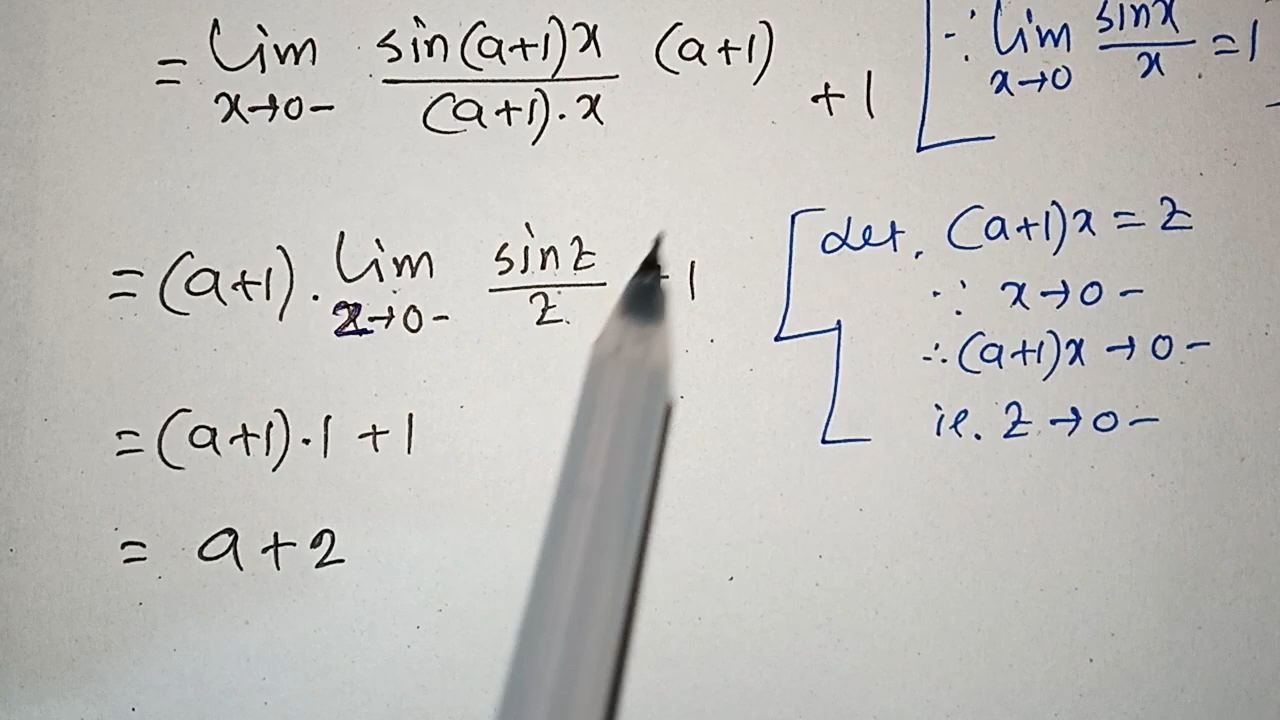 = lim x→0− sin(a+1)x / (a+1).x (a+1) + 1
[∵ lim x→0 sinx / x = 1
= (a+1). lim z→0− sinz / z + 1
= (a+1)·1 + 1
= a+2
[Let, (a+1)x = z
∵ x→0−
∴ (a+1)x → 0−
ie. z → 0−